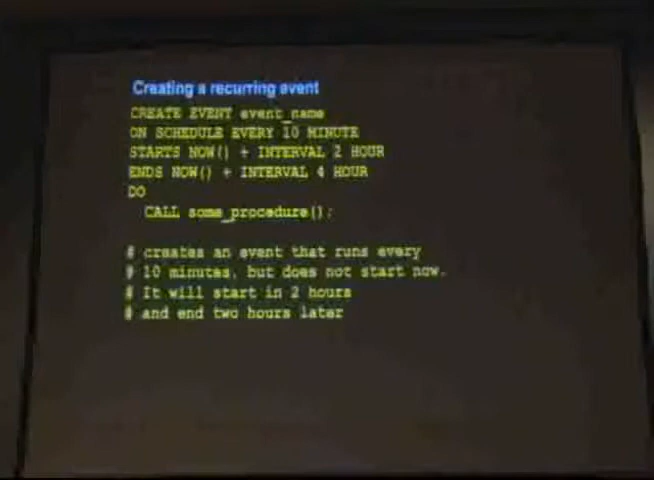 Creating a recurring event
CREATE EVENT event_name
ON SCHEDULE EVERY 10 MINUTE
STARTS NOW() + INTERVAL 2 HOUR
ENDS NOW() + INTERVAL 4 HOUR
DO
CALL some_procedure();
# creates an event that runs every
# 10 minutes, but does not start now.
# It will start in 2 hours
# and end two hours later